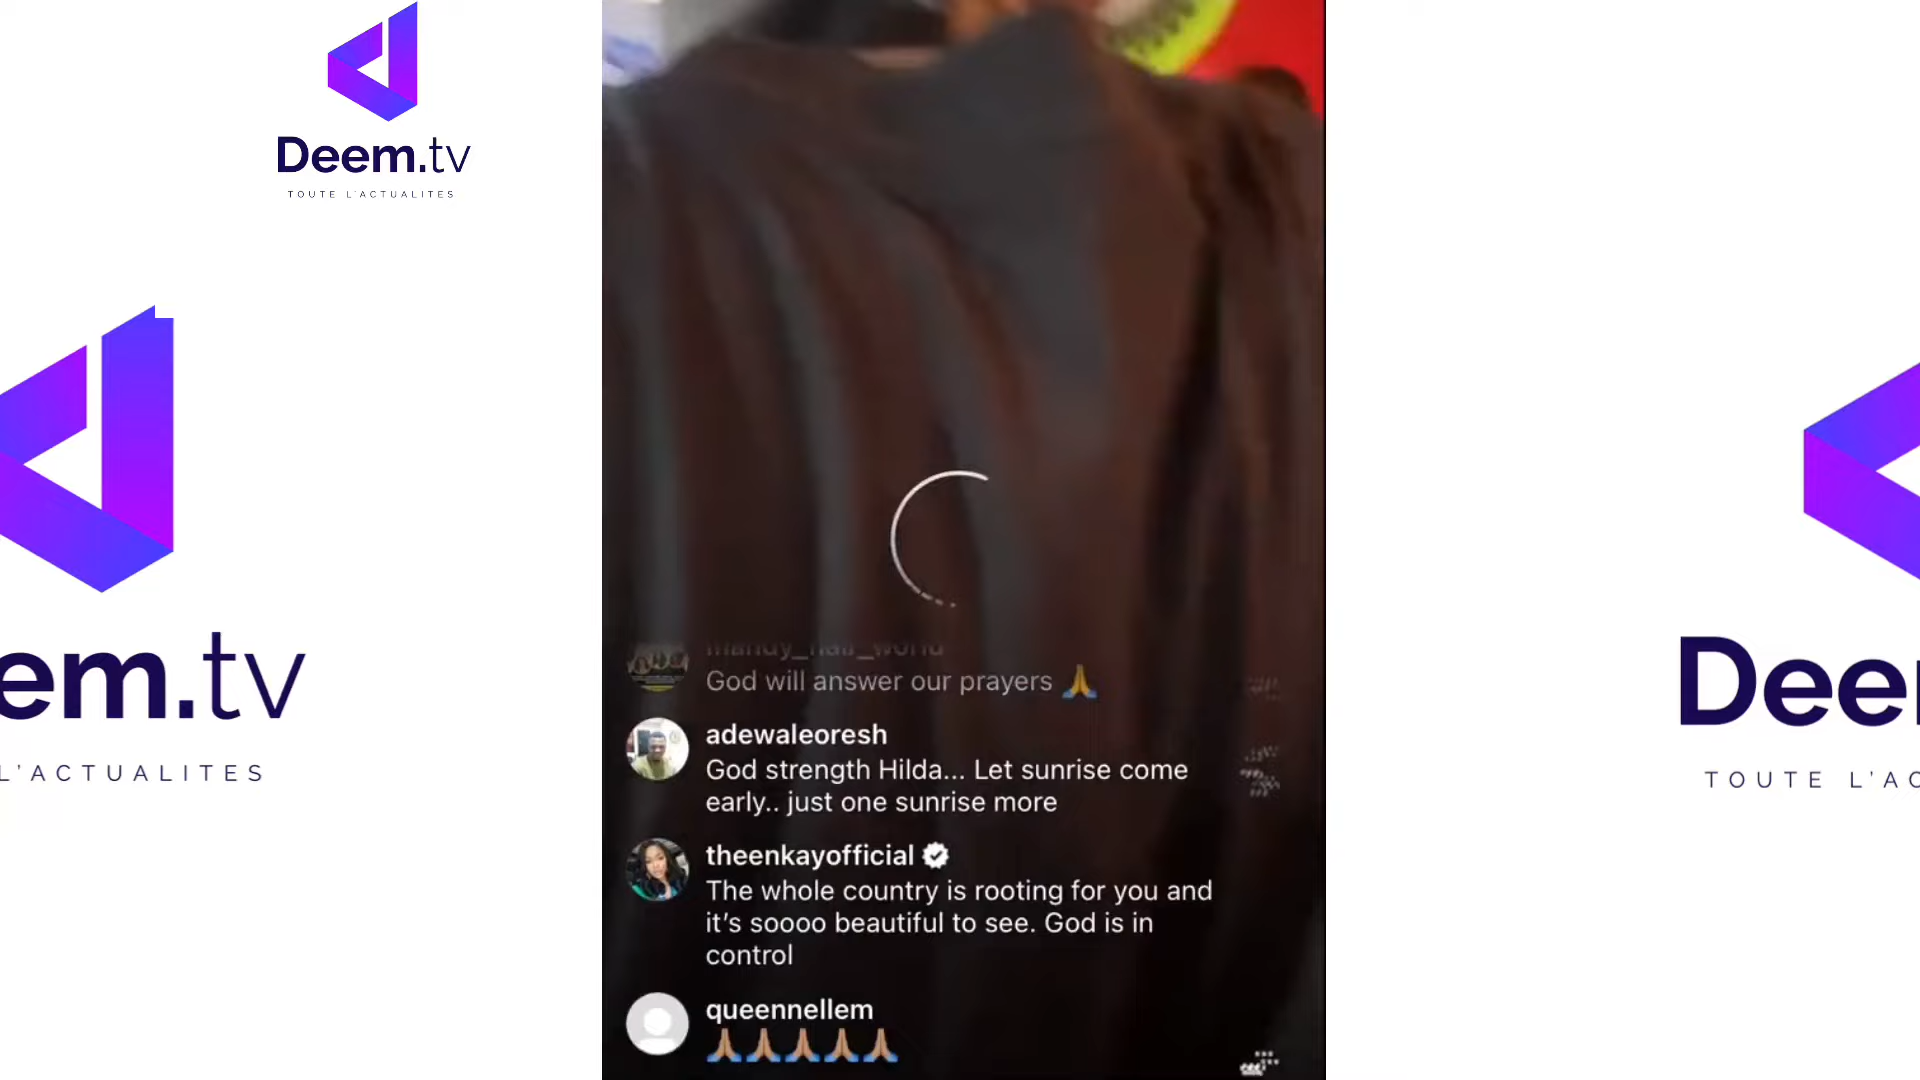 Deem.tv
TOUTE L'ACTUALITES
em.tv
L'ACTUALITES
Dee
TOUTE L'AC
mandy_hair_world
God will answer our prayers 🙏
adewaleoresh
God strength Hilda... Let sunrise come
early.. just one sunrise more
theenkayofficial
The whole country is rooting for you and
it's soooo beautiful to see. God is in
control
queennellem
🙏🏽🙏🏽🙏🏽🙏🏽🙏🏽